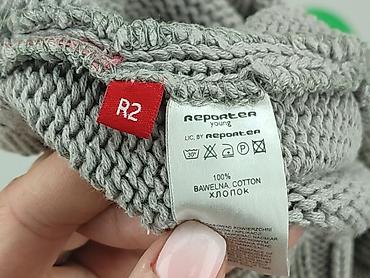 R2
RePORTeR
young
LIC. BY RePORTeR
30°
100%
BAWEŁNA, COTTON
ХЛОПОК